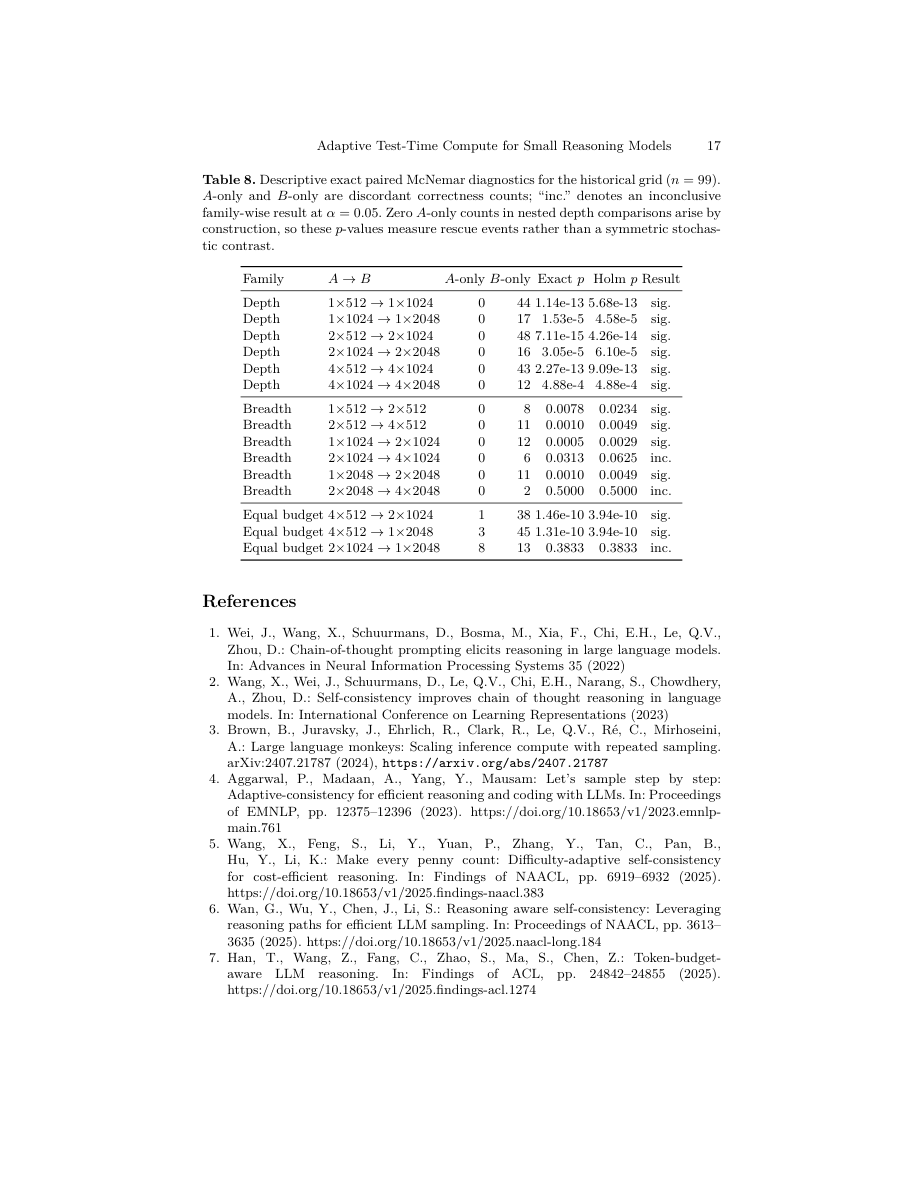 Adaptive Test-Time Compute for Small Reasoning Models 17
Table 8. Descriptive exact paired McNemar diagnostics for the historical grid (n = 99).
A-only and B-only are discordant correctness counts; “inc.” denotes an inconclusive
family-wise result at α = 0.05. Zero A-only counts in nested depth comparisons arise by
construction, so these p-values measure rescue events rather than a symmetric stochas-
tic contrast.
Family A → B A-only B-only Exact p Holm p Result
Depth 1×512 → 1×1024 0 44 1.14e-13 5.68e-13 sig.
Depth 1×1024 → 1×2048 0 17 1.53e-5 4.58e-5 sig.
Depth 2×512 → 2×1024 0 48 7.11e-15 4.26e-14 sig.
Depth 2×1024 → 2×2048 0 16 3.05e-5 6.10e-5 sig.
Depth 4×512 → 4×1024 0 43 2.27e-13 9.09e-13 sig.
Depth 4×1024 → 4×2048 0 12 4.88e-4 4.88e-4 sig.
Breadth 1×512 → 2×512 0 8 0.0078 0.0234 sig.
Breadth 2×512 → 4×512 0 11 0.0010 0.0049 sig.
Breadth 1×1024 → 2×1024 0 12 0.0005 0.0029 sig.
Breadth 2×1024 → 4×1024 0 6 0.0313 0.0625 inc.
Breadth 1×2048 → 2×2048 0 11 0.0010 0.0049 sig.
Breadth 2×2048 → 4×2048 0 2 0.5000 0.5000 inc.
Equal budget 4×512 → 2×1024 1 38 1.46e-10 3.94e-10 sig.
Equal budget 4×512 → 1×2048 3 45 1.31e-10 3.94e-10 sig.
Equal budget 2×1024 → 1×2048 8 13 0.3833 0.3833 inc.
References
1. Wei, J., Wang, X., Schuurmans, D., Bosma, M., Xia, F., Chi, E.H., Le, Q.V.,
Zhou, D.: Chain-of-thought prompting elicits reasoning in large language models.
In: Advances in Neural Information Processing Systems 35 (2022)
2. Wang, X., Wei, J., Schuurmans, D., Le, Q.V., Chi, E.H., Narang, S., Chowdhery,
A., Zhou, D.: Self-consistency improves chain of thought reasoning in language
models. In: International Conference on Learning Representations (2023)
3. Brown, B., Juravsky, J., Ehrlich, R., Clark, R., Le, Q.V., Ré, C., Mirhoseini,
A.: Large language monkeys: Scaling inference compute with repeated sampling.
arXiv:2407.21787 (2024), https://arxiv.org/abs/2407.21787
4. Aggarwal, P., Madaan, A., Yang, Y., Mausam: Let’s sample step by step:
Adaptive-consistency for efficient reasoning and coding with LLMs. In: Proceedings
of EMNLP, pp. 12375–12396 (2023). https://doi.org/10.18653/v1/2023.emnlp-
main.761
5. Wang, X., Feng, S., Li, Y., Yuan, P., Zhang, Y., Tan, C., Pan, B.,
Hu, Y., Li, K.: Make every penny count: Difficulty-adaptive self-consistency
for cost-efficient reasoning. In: Findings of NAACL, pp. 6919–6932 (2025).
https://doi.org/10.18653/v1/2025.findings-naacl.383
6. Wan, G., Wu, Y., Chen, J., Li, S.: Reasoning aware self-consistency: Leveraging
reasoning paths for efficient LLM sampling. In: Proceedings of NAACL, pp. 3613–
3635 (2025). https://doi.org/10.18653/v1/2025.naacl-long.184
7. Han, T., Wang, Z., Fang, C., Zhao, S., Ma, S., Chen, Z.: Token-budget-
aware LLM reasoning. In: Findings of ACL, pp. 24842–24855 (2025).
https://doi.org/10.18653/v1/2025.findings-acl.1274